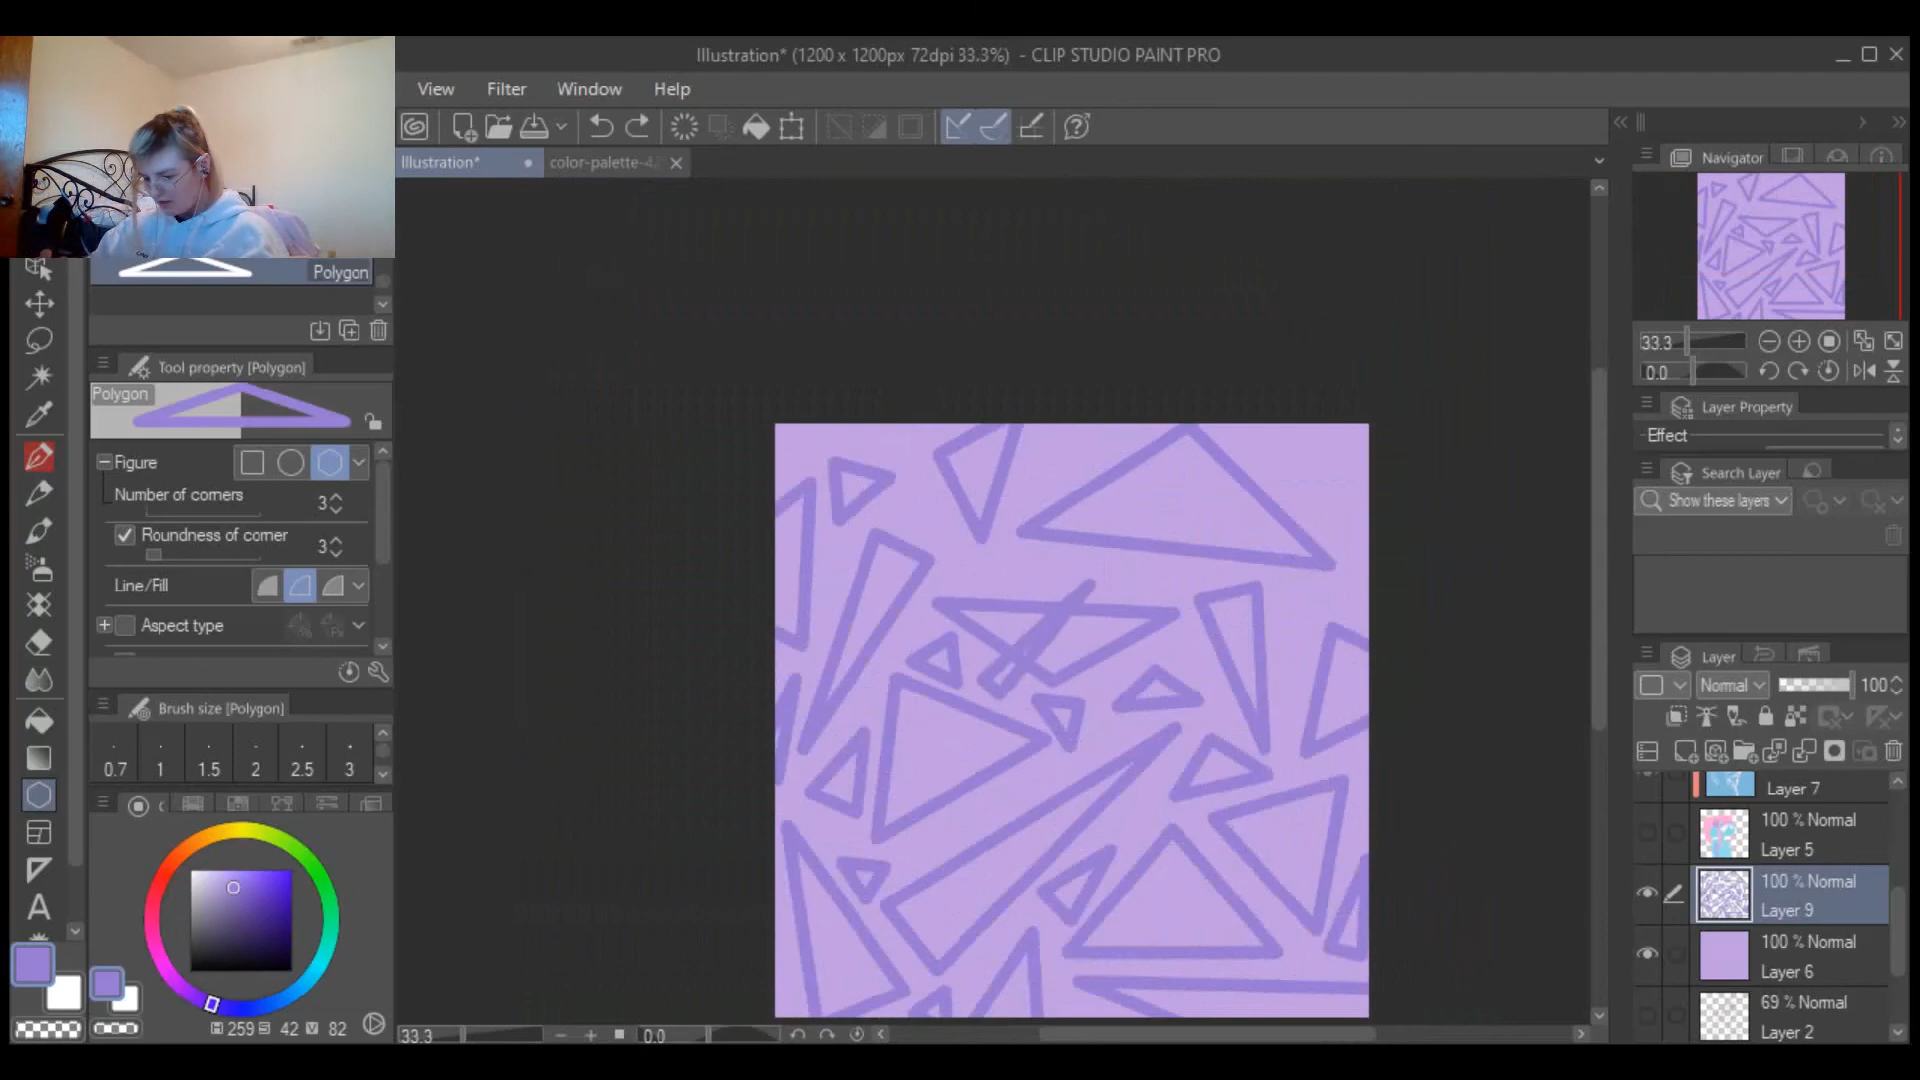 Illustration* (1200 x 1200px 72dpi 33.3%) - CLIP STUDIO PAINT PRO
View Filter Window Help
Illustration* color-palette-42
Navigator
Polygon
33.3
0.0
Tool property [Polygon]
Polygon
Layer Property
Effect
Figure
Search Layer
Number of corners 3
Show these layers
Roundness of corner 3
Line/Fill
Aspect type
Layer
Normal 100
Brush size [Polygon]
0.7 1 1.5 2 2.5 3
Layer 7
100 % Normal
Layer 5
100 % Normal
Layer 9
100 % Normal
Layer 6
69 % Normal
Layer 2
A
H 259 S 42 V 82
33.3 0.0